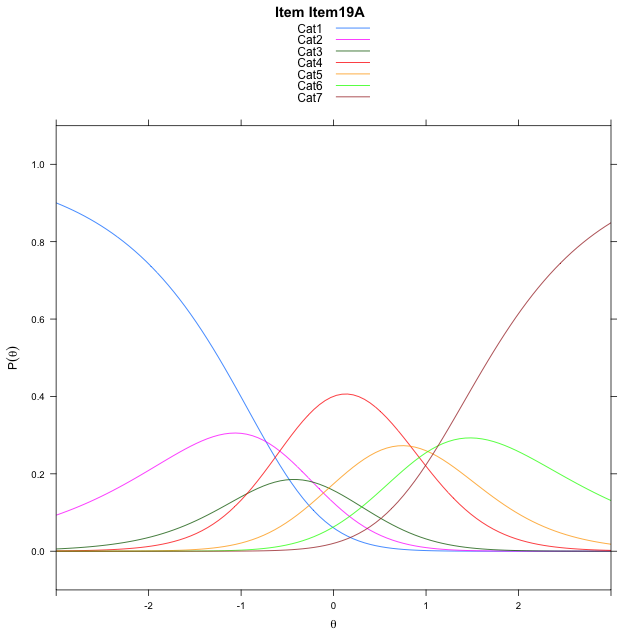 Item Item19A
Cat1
Cat2
Cat3
Cat4
Cat5
Cat6
Cat7
1.0
0.8
0.6
0.4
0.2
0.0
P(θ)
-2 -1 0 1 2
θ